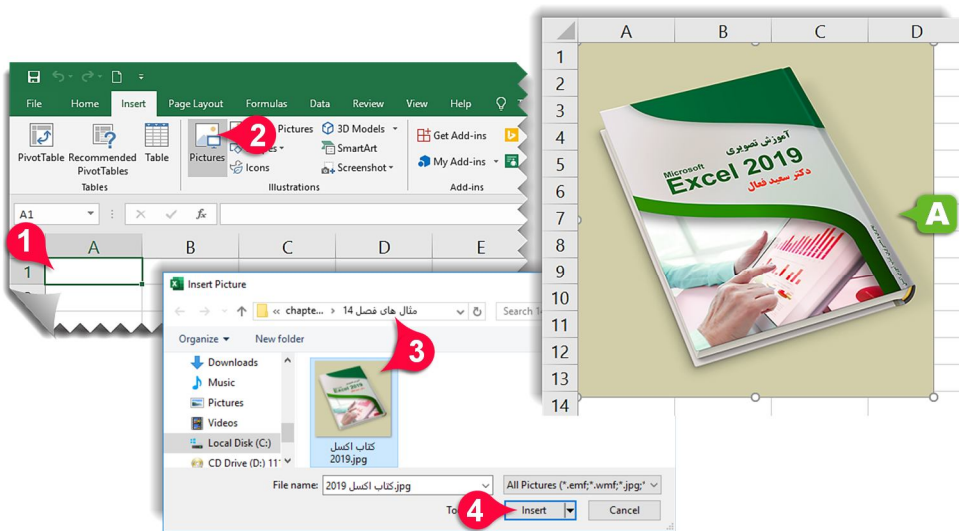 File Home Insert Page Layout Formulas Data Review View Help
PivotTable Recommended PivotTables Table
Tables
Pictures
2
Pictures
Icons
3D Models
SmartArt
Screenshot
Illustrations
Get Add-ins
My Add-ins
Add-ins
A1
fx
1
A B C D E
1
Insert Picture
« chapte... › مثال های فصل 14
Search
Organize
New folder
3
Downloads
Music
Pictures
Videos
Local Disk (C:)
CD Drive (D:) 11
کتاب اکسل
2019.jpg
File name:
کتاب اکسل 2019.jpg
All Pictures (*.emf;*.wmf;*.jpg;*
4
Insert
Cancel
A B C D
1
2
3
4
5
6
7
8
9
10
11
12
13
14
آموزش تصویری
Microsoft
Excel 2019
دکتر سعید فعال
A